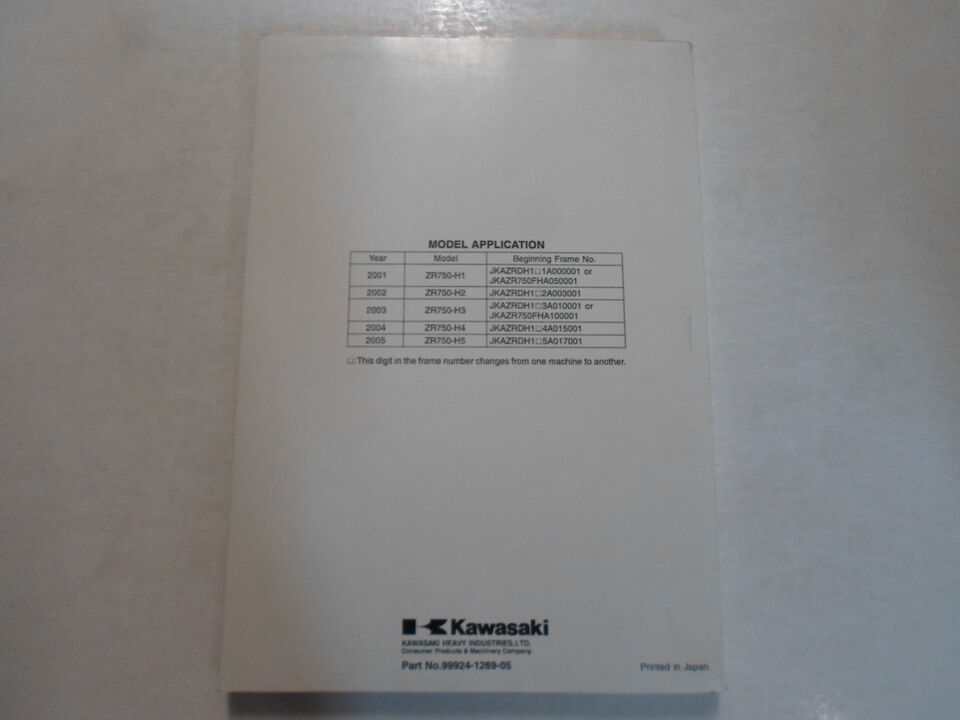 MODEL APPLICATION
Year Model Beginning Frame No.
2001 ZR750-H1 JKAZRDH1□1A000001 or
JKAZR750FHA050001
2002 ZR750-H2 JKAZRDH1□2A003001
2003 ZR750-H3 JKAZRDH1□3A010001 or
JKAZR750FHA100001
2004 ZR750-H4 JKAZRDH1□4A015001
2005 ZR750-H5 JKAZRDH1□5A017001
□:This digit in the frame number changes from one machine to another.
Kawasaki
KAWASAKI HEAVY INDUSTRIES, LTD.
Consumer Products & Machinery Company
Part No.99924-1269-05
Printed in Japan